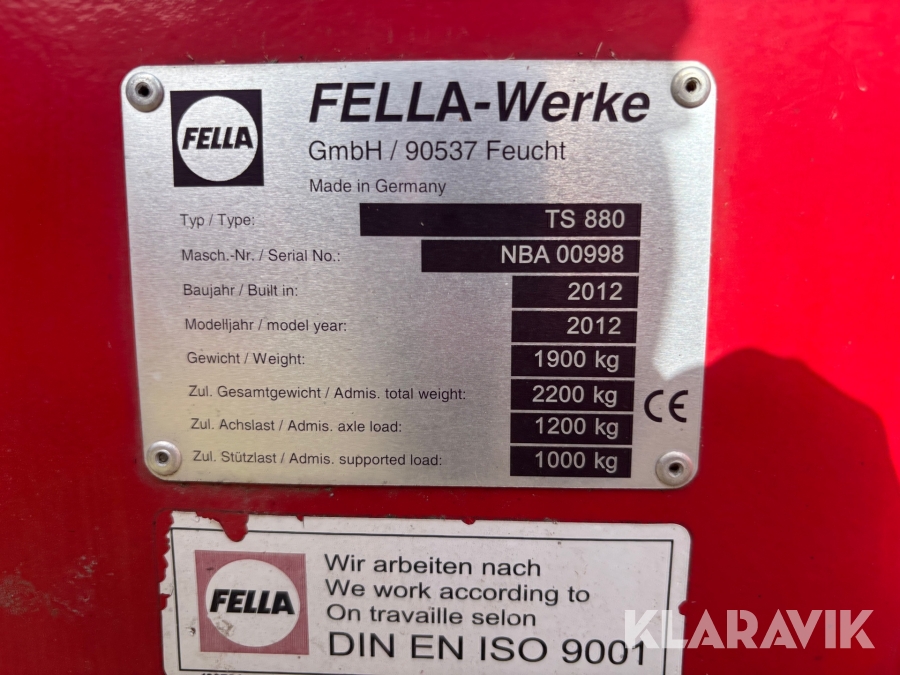 FELLA
FELLA-Werke
GmbH / 90537 Feucht
Made in Germany
Typ / Type: TS 880
Masch.-Nr. / Serial No.: NBA 00998
Baujahr / Built in: 2012
Modelljahr / model year: 2012
Gewicht / Weight: 1900 kg
Zul. Gesamtgewicht / Admis. total weight: 2200 kg
Zul. Achslast / Admis. axle load: 1200 kg
Zul. Stützlast / Admis. supported load: 1000 kg
CE
FELLA
Wir arbeiten nach
We work according to
On travaille selon
DIN EN ISO 9001
KLARAVIK